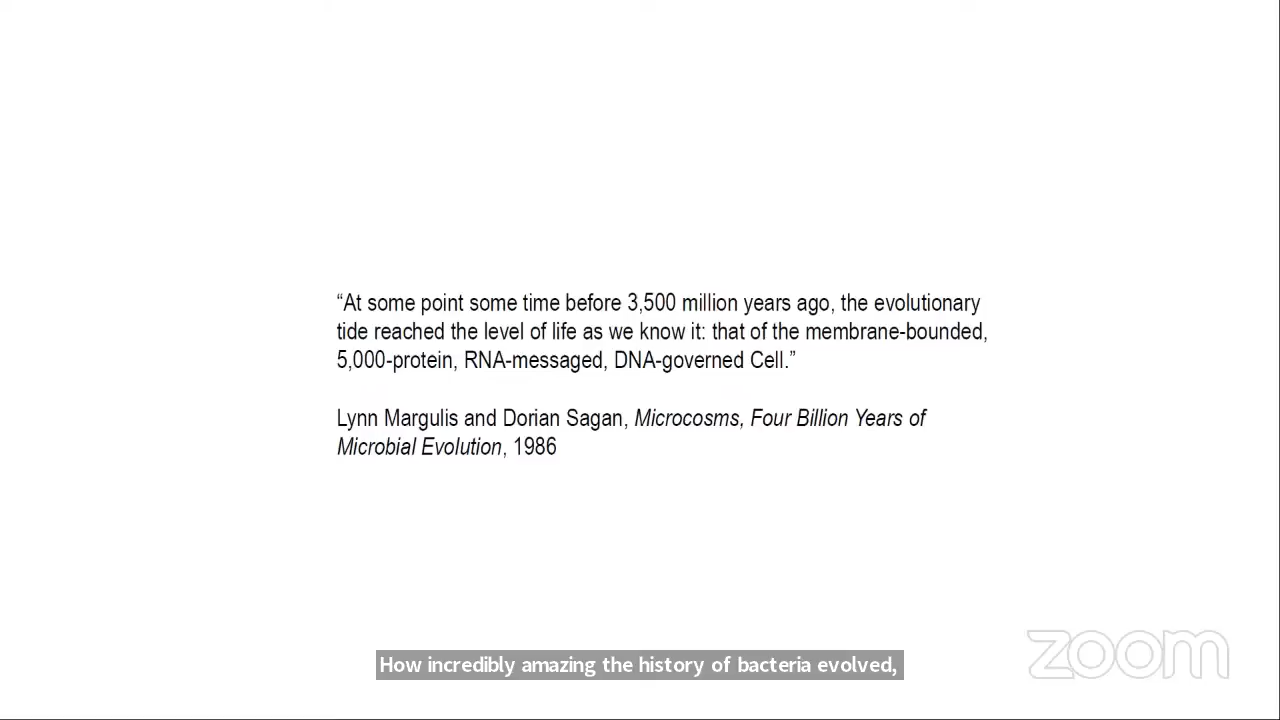 “At some point some time before 3,500 million years ago, the evolutionary
tide reached the level of life as we know it: that of the membrane-bounded,
5,000-protein, RNA-messaged, DNA-governed Cell.”
Lynn Margulis and Dorian Sagan, Microcosms, Four Billion Years of
Microbial Evolution, 1986
zoom
How incredibly amazing the history of bacteria evolved,